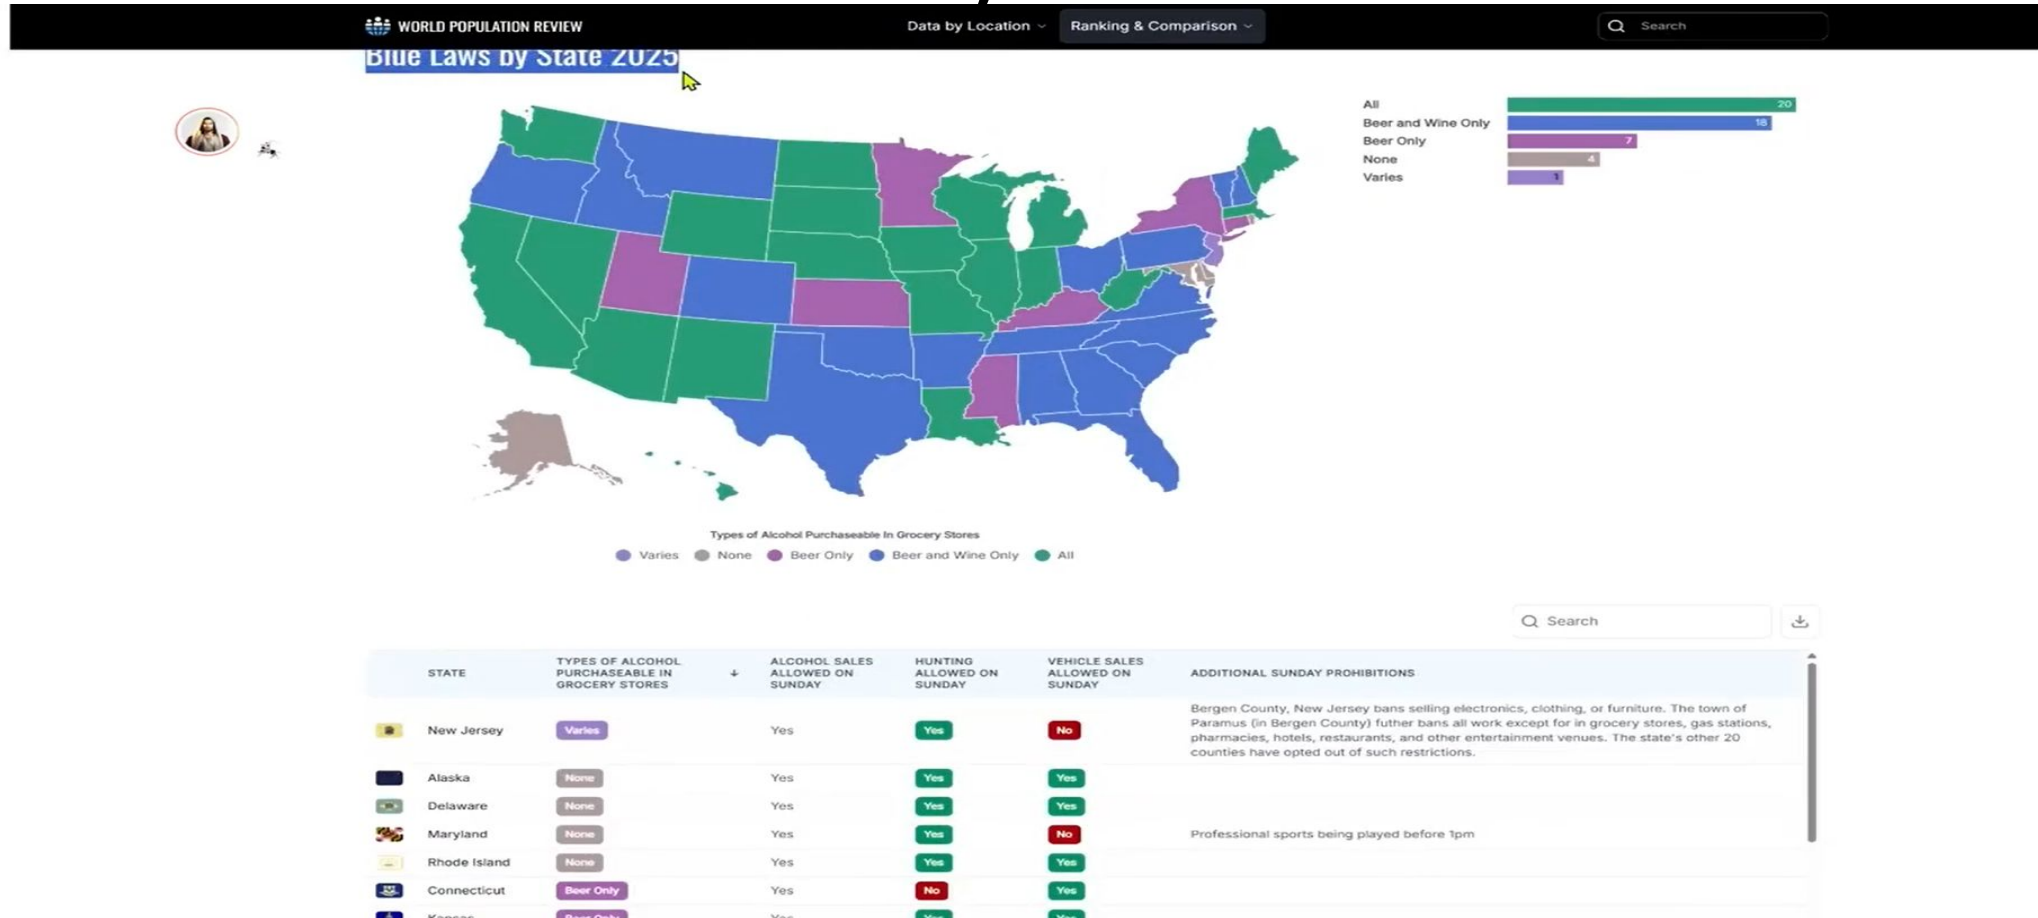 WORLD POPULATION REVIEW
Data by Location
Ranking & Comparison
Search
Blue Laws by State 2025
All 20
Beer and Wine Only 18
Beer Only 7
None 4
Varies 1
Types of Alcohol Purchaseable In Grocery Stores
Varies None Beer Only Beer and Wine Only All
Search
STATE
TYPES OF ALCOHOL
PURCHASEABLE IN
GROCERY STORES
ALCOHOL SALES
ALLOWED ON
SUNDAY
HUNTING
ALLOWED ON
SUNDAY
VEHICLE SALES
ALLOWED ON
SUNDAY
ADDITIONAL SUNDAY PROHIBITIONS
New Jersey Varies Yes Yes No
Bergen County, New Jersey bans selling electronics, clothing, or furniture. The town of
Paramus (in Bergen County) futher bans all work except for in grocery stores, gas stations,
pharmacies, hotels, restaurants, and other entertainment venues. The state's other 20
counties have opted out of such restrictions.
Alaska None Yes Yes Yes
Delaware None Yes Yes Yes
Maryland None Yes Yes No Professional sports being played before 1pm
Rhode Island None Yes Yes Yes
Connecticut Beer Only Yes No Yes
Kansas Beer Only Yes Yes Yes